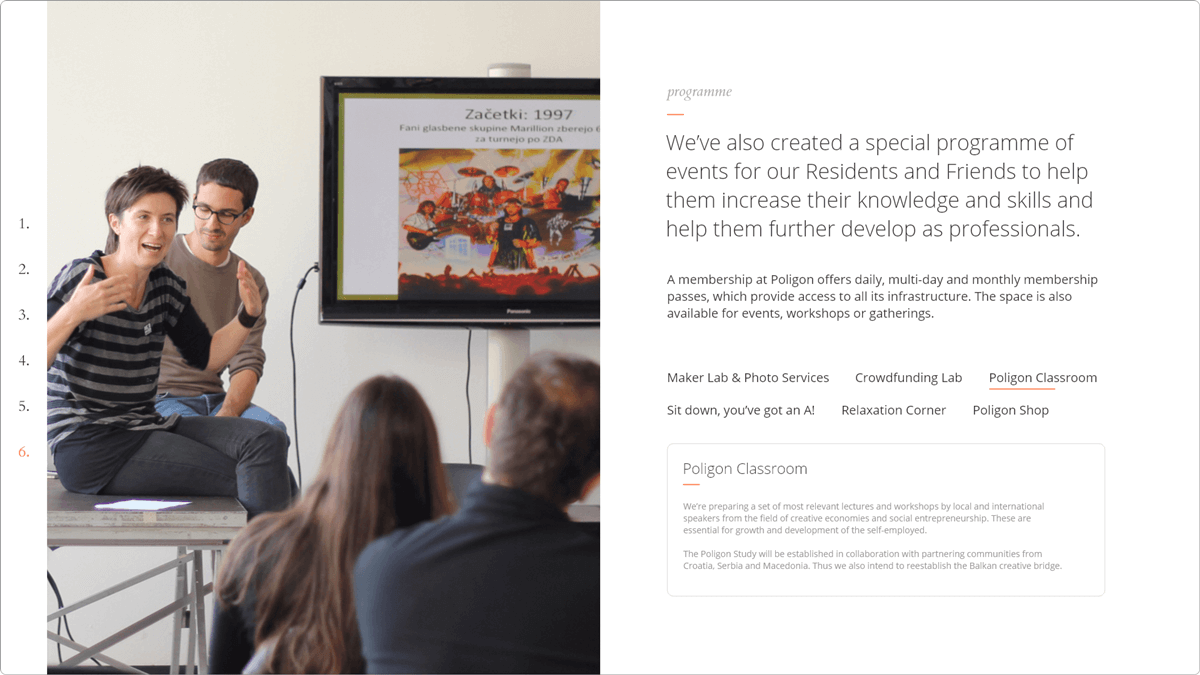 1.
2.
3.
4.
5.
6.
Začetki: 1997
Fani glasbene skupine Marillion zberejo
za turnejo po ZDA
Panasonic
programme
We’ve also created a special programme of
events for our Residents and Friends to help
them increase their knowledge and skills and
help them further develop as professionals.
A membership at Poligon offers daily, multi-day and monthly membership
passes, which provide access to all its infrastructure. The space is also
available for events, workshops or gatherings.
Maker Lab & Photo Services Crowdfunding Lab Poligon Classroom
Sit down, you’ve got an A! Relaxation Corner Poligon Shop
Poligon Classroom
We’re preparing a set of most relevant lectures and workshops by local and international
speakers from the field of creative economies and social entrepreneurship. These are
essential for growth and development of the self-employed.
The Poligon Study will be established in collaboration with partnering communities from
Croatia, Serbia and Macedonia. Thus we also intend to reestablish the Balkan creative bridge.